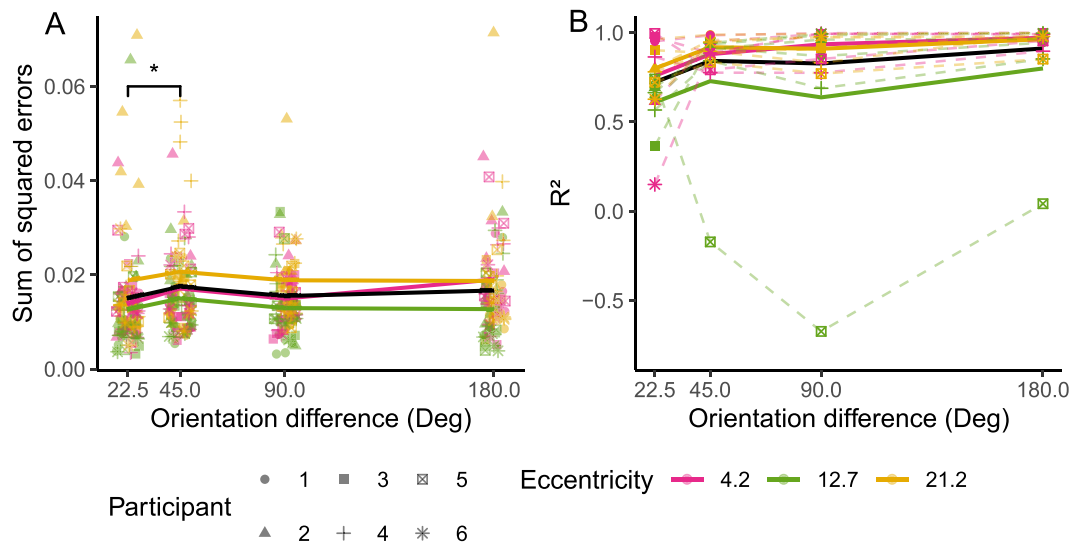 A
B
Sum of squared errors
0.06
0.04
0.02
0.00
*
22.5 45.0 90.0 180.0
Orientation difference (Deg)
R²
1.0
0.5
0.0
−0.5
22.5 45.0 90.0 180.0
Orientation difference (Deg)
Participant
1 3 5
2 4 6
Eccentricity 4.2 12.7 21.2